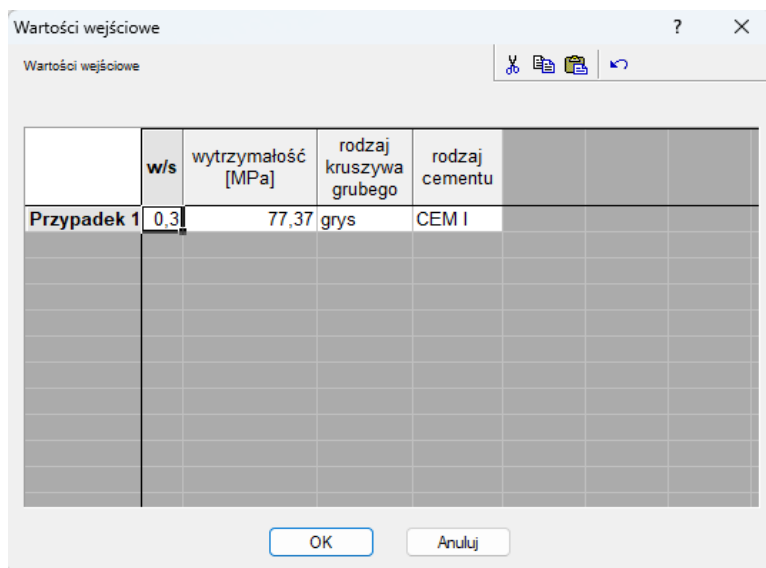 Wartości wejściowe
? ×
Wartości wejściowe
w/s
wytrzymałość
[MPa]
rodzaj
kruszywa
grubego
rodzaj
cementu
Przypadek 1 0,3 77,37 grys CEM I
OK Anuluj